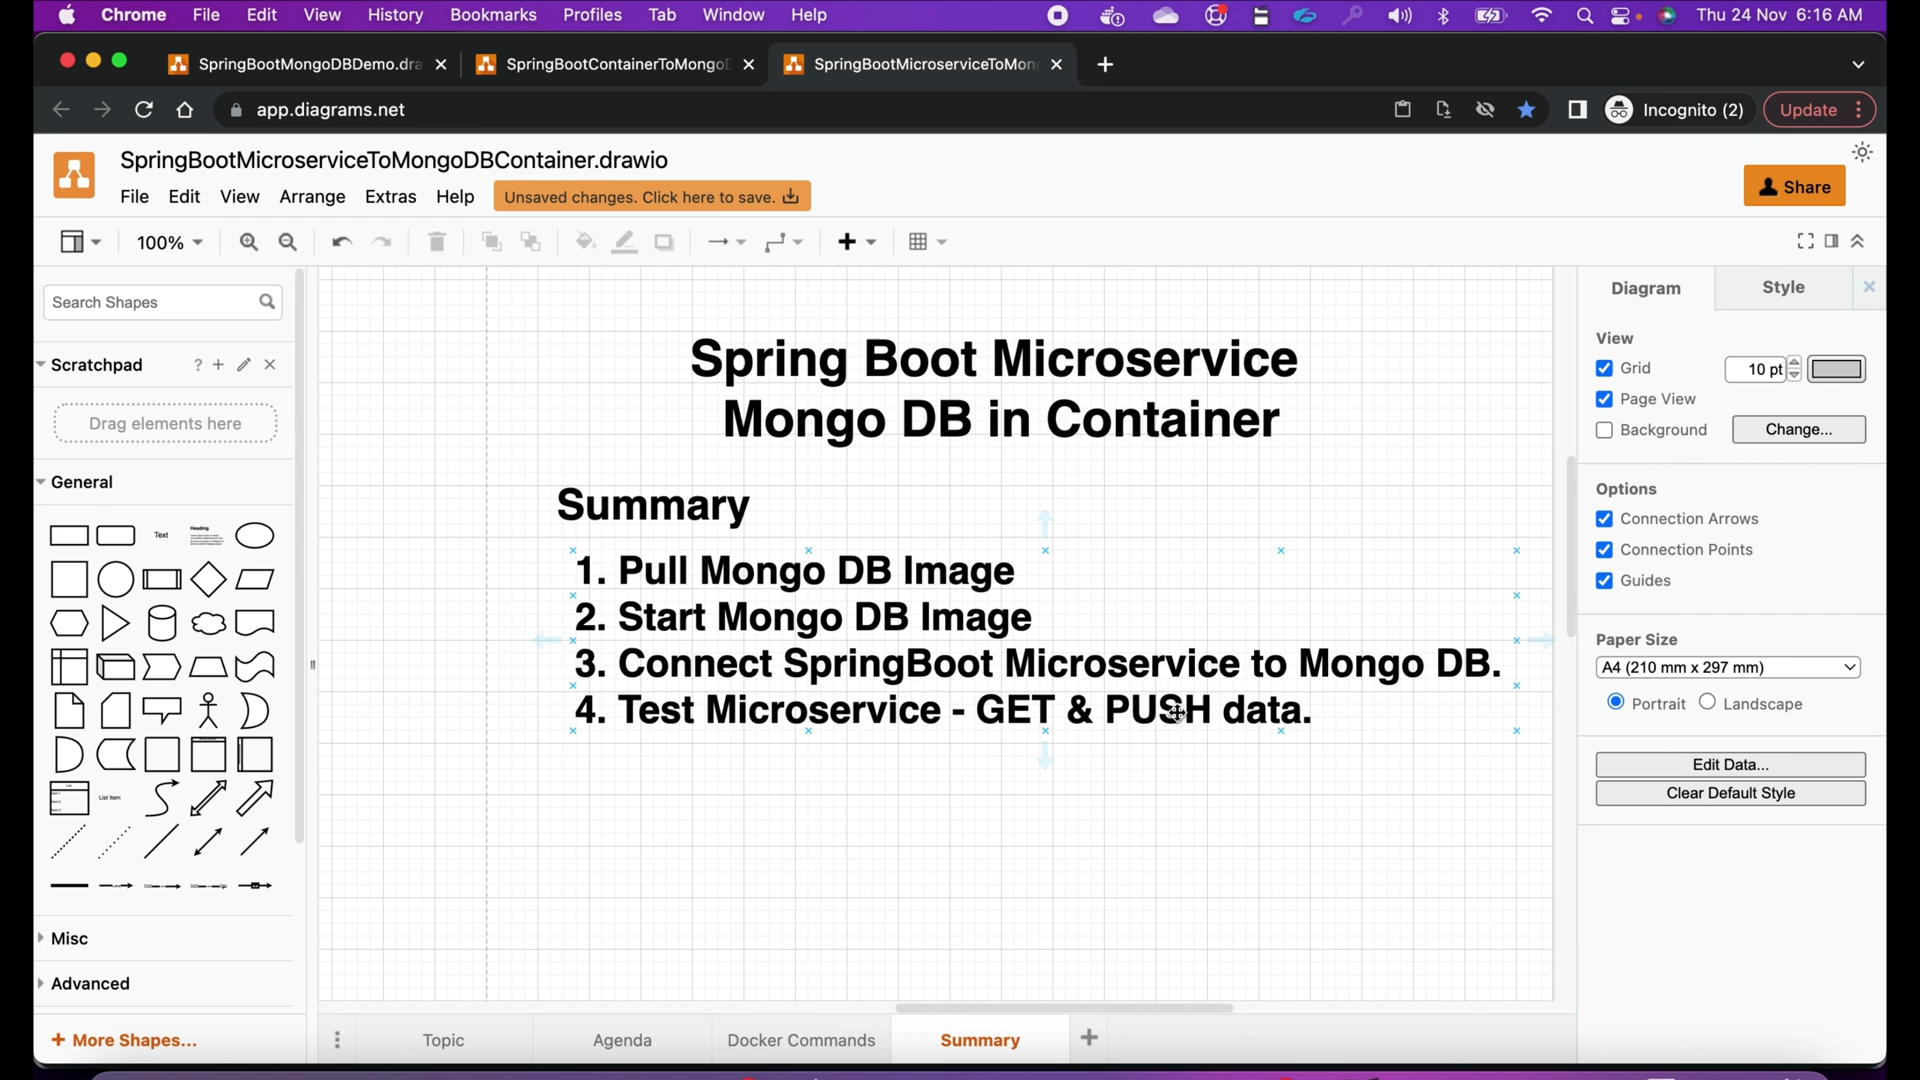 Chrome File Edit View History Bookmarks Profiles Tab Window Help Thu 24 Nov 6:16 AM
SpringBootMongoDBDemo.dra SpringBootContainerToMongoD SpringBootMicroserviceToMong
app.diagrams.net Incognito (2) Update
SpringBootMicroserviceToMongoDBContainer.drawio
File Edit View Arrange Extras Help Unsaved changes. Click here to save. Share
100%
Search Shapes
Scratchpad
Drag elements here
General
Text
Heading
List
List Item
Misc
Advanced
+ More Shapes...
Spring Boot Microservice
Mongo DB in Container
Summary
1. Pull Mongo DB Image
2. Start Mongo DB Image
3. Connect SpringBoot Microservice to Mongo DB.
4. Test Microservice - GET & PUSH data.
Diagram Style
View
Grid 10 pt
Page View
Background Change...
Options
Connection Arrows
Connection Points
Guides
Paper Size
A4 (210 mm x 297 mm)
Portrait Landscape
Edit Data...
Clear Default Style
Topic Agenda Docker Commands Summary